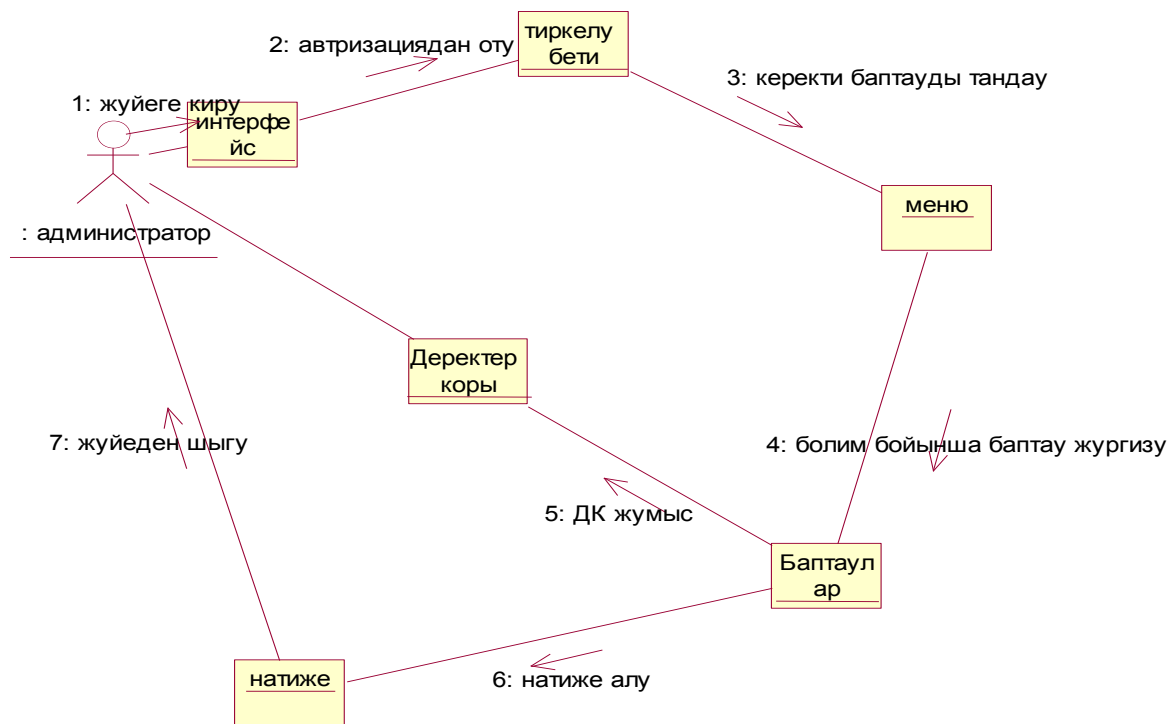 2: автризациядан оту
тиркелу
бети
3: керекти баптауды тандау
1: жуйеге киру
интерфе
йс
: администратор
меню
Деректер
коры
7: жуйеден шыгу
4: болим бойынша баптау жургизу
5: ДК жумыс
Баптаул
ар
натиже
6: натиже алу